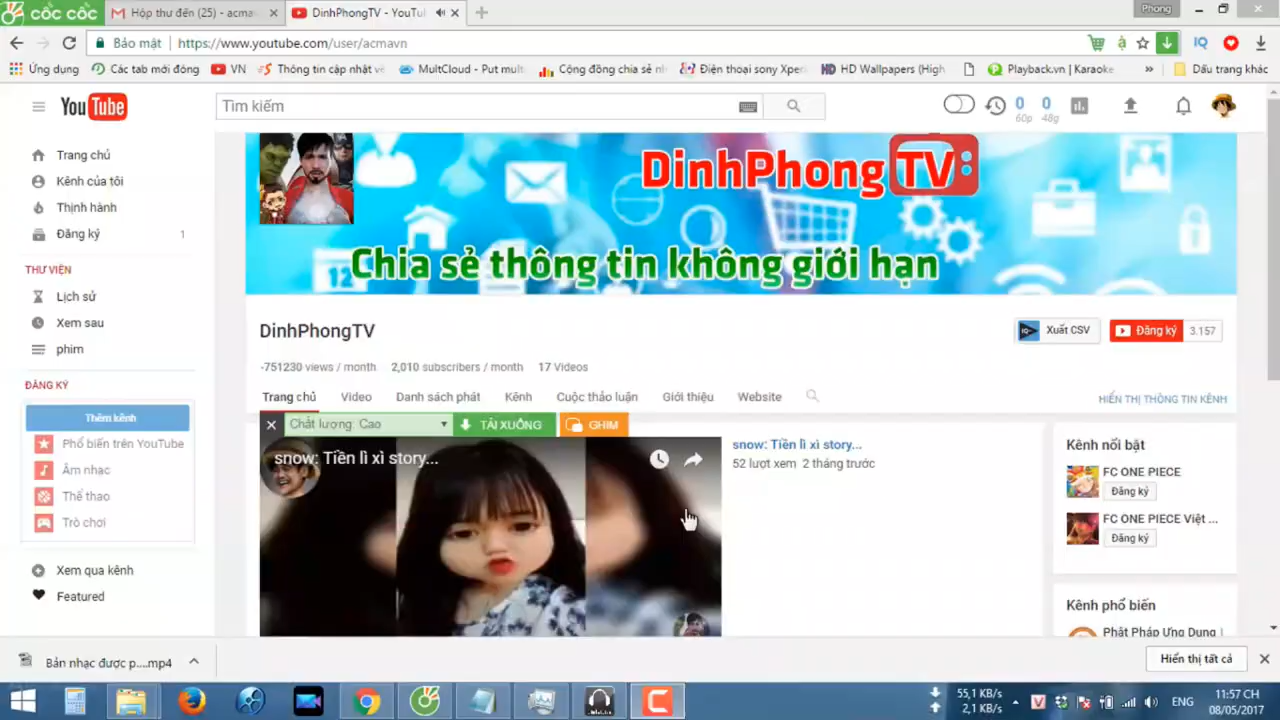 cốc cốc
Hộp thư đến (25) - acmav
DinhPhongTV - YouTu
Phong
Bảo mật
https://www.youtube.com/user/acmavn
Ứng dụng
Các tab mới đóng
VN
Thông tin cập nhật về
MultCloud - Put mult
Cộng đồng chia sẻ nh
Điện thoại sony Xper
HD Wallpapers (High
Playback.vn | Karaoke
»
Dấu trang khác
YouTube
Tìm kiếm
0
60p
0
48g
Trang chủ
Kênh của tôi
Thịnh hành
Đăng ký 1
THƯ VIỆN
Lịch sử
Xem sau
phim
ĐĂNG KÝ
Thêm kênh
Phổ biến trên YouTube
Âm nhạc
Thể thao
Trò chơi
Xem qua kênh
Featured
DinhPhongTV
12
Chia sẻ thông tin không giới hạn
DinhPhongTV
Xuất CSV
Đăng ký 3.157
-751230 views / month 2,010 subscribers / month 17 Videos
Trang chủ Video Danh sách phát Kênh Cuộc thảo luận Giới thiệu Website
HIỂN THỊ THÔNG TIN KÊNH
Chất lượng: Cao
TẢI XUỐNG
GHIM
snow: Tiền lì xì story...
snow: Tiền lì xì story...
52 lượt xem 2 tháng trước
Kênh nổi bật
FC ONE PIECE
Đăng ký
FC ONE PIECE Việt ...
Đăng ký
Kênh phổ biến
Phật Pháp Ứng Dụng |
Bản nhạc được p....mp4
Hiển thị tất cả
55,1 KB/s
2,1 KB/s
ENG
11:57 CH
08/05/2017